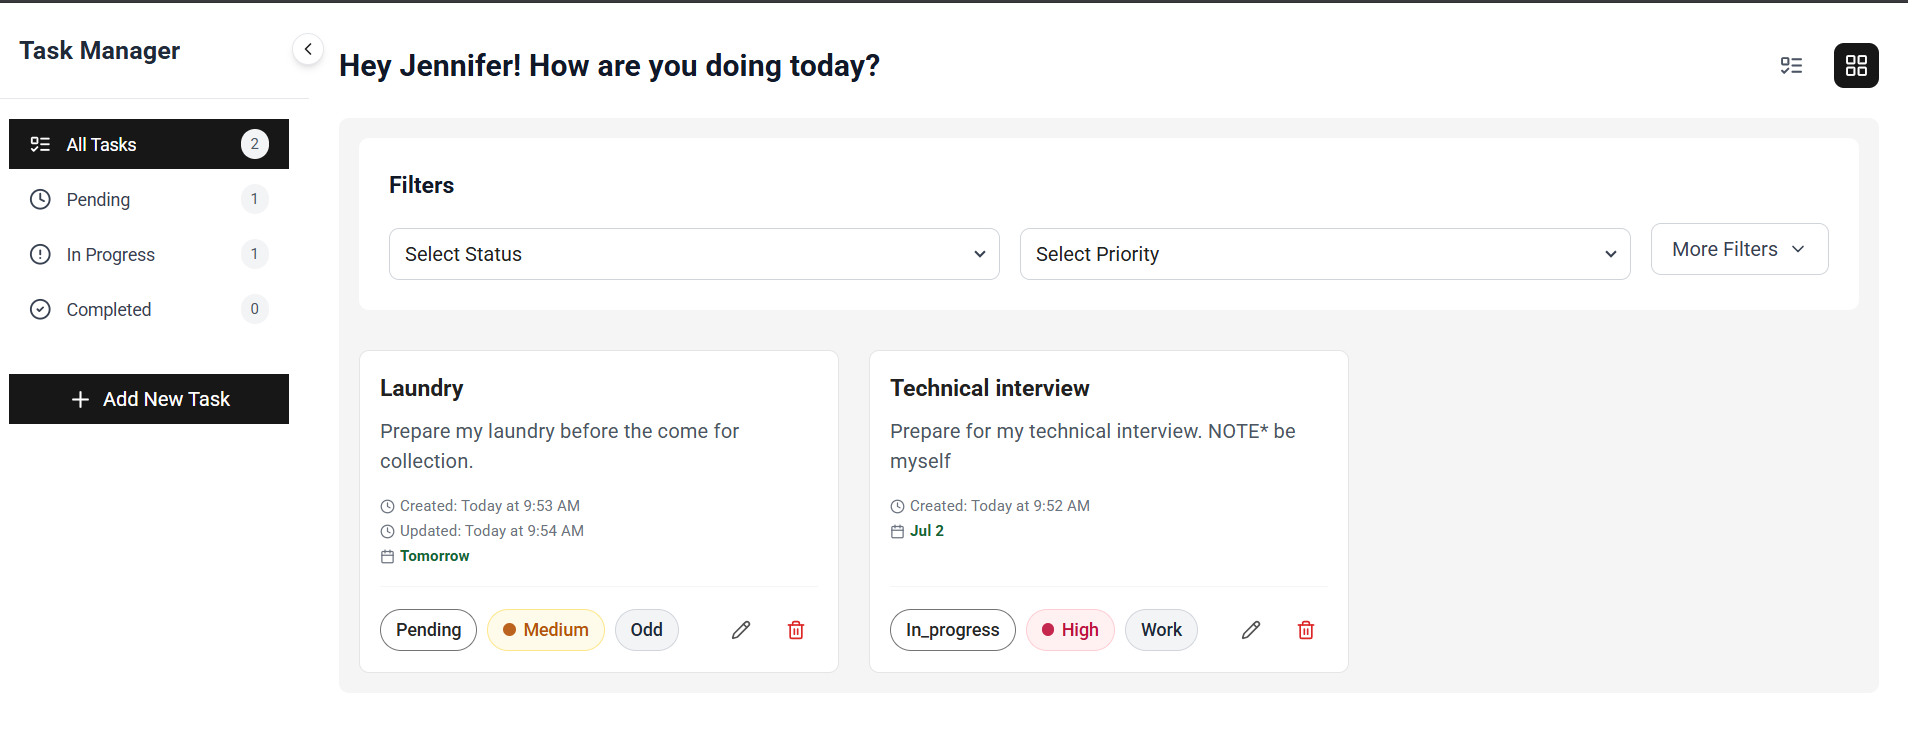 Task Manager
Hey Jennifer! How are you doing today?
All Tasks 2
Pending 1
In Progress 1
Completed 0
Add New Task
Filters
Select Status
Select Priority
More Filters
Laundry
Prepare my laundry before the come for
collection.
Created: Today at 9:53 AM
Updated: Today at 9:54 AM
Tomorrow
Pending Medium Odd
Technical interview
Prepare for my technical interview. NOTE* be
myself
Created: Today at 9:52 AM
Jul 2
In_progress High Work